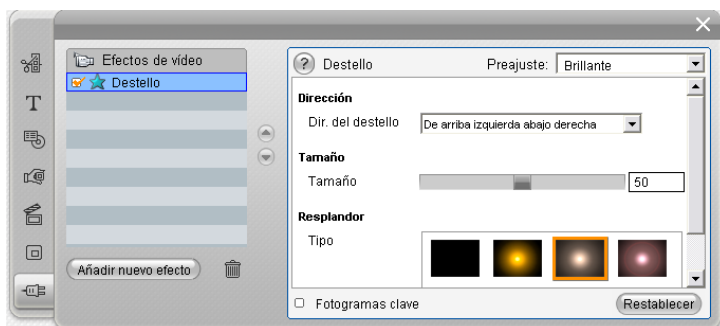 Efectos de vídeo
Destello
Añadir nuevo efecto
? Destello Preajuste: Brillante
Dirección
Dir. del destello De arriba izquierda abajo derecha
Tamaño
Tamaño 50
Resplandor
Tipo
Fotogramas clave Restablecer
T